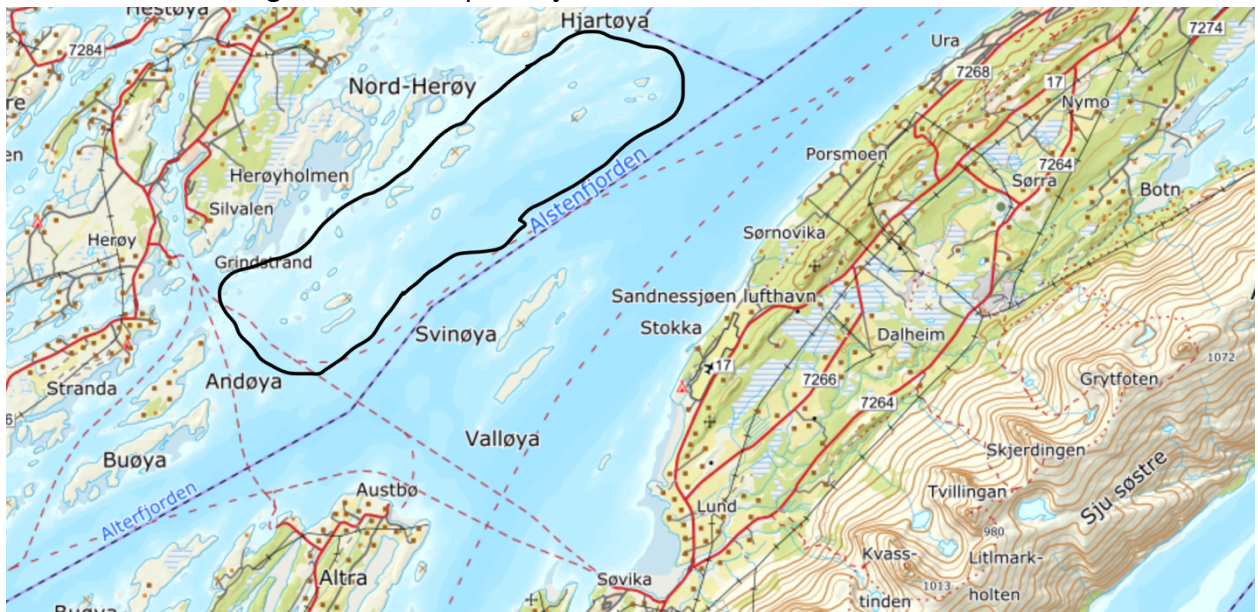 Hestøya
Hjartøya
7284
7274
Ura
7268
17
Nord-Herøy
Nymo
Porsmoen
7264
Herøyholmen
Sørra
Botn
Silvalen
Alstenfjorden
Herøy
Sørnovika
Grindstrand
Sandnessjøen lufthavn
Stokka
Svinøya
Dalheim
1072
17
7266
Grytfoten
Andøya
Stranda
7264
Valløya
Skjerdingen
Buøya
Austbø
Tvillingan
Sju søstre
Alterfjorden
Lund
980
Kvass-
tinden
Litlmark-
holten
Altra
Søvika
1013
Buøya